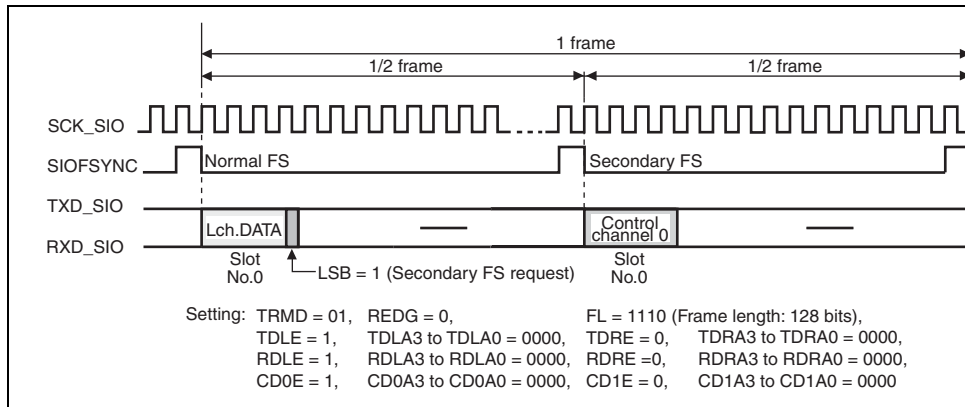 1 frame
1/2 frame 1/2 frame
SCK_SIO
SIOFSYNC Normal FS Secondary FS
TXD_SIO
Lch.DATA Control channel 0
RXD_SIO
Slot No.0 Slot No.0
LSB = 1 (Secondary FS request)
Setting: TRMD = 01, REDG = 0, FL = 1110 (Frame length: 128 bits),
TDLE = 1, TDLA3 to TDLA0 = 0000, TDRE = 0, TDRA3 to TDRA0 = 0000,
RDLE = 1, RDLA3 to RDLA0 = 0000, RDRE =0, RDRA3 to RDRA0 = 0000,
CD0E = 1, CD0A3 to CD0A0 = 0000, CD1E = 0, CD1A3 to CD1A0 = 0000